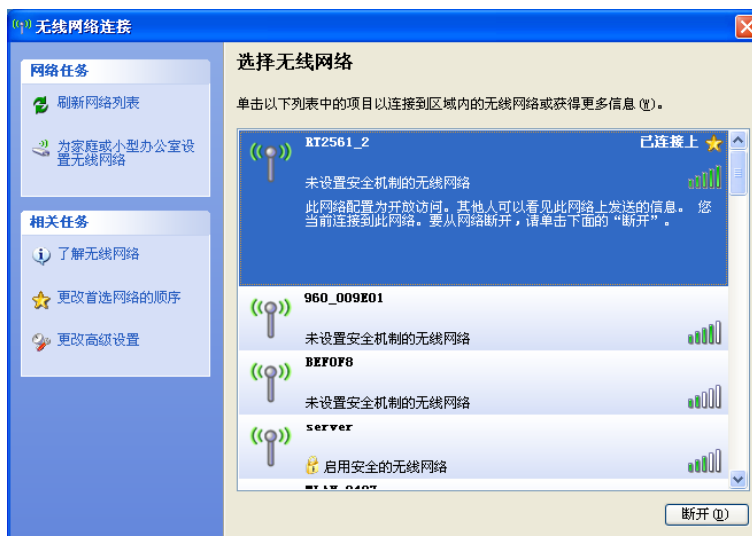 无线网络连接
网络任务
刷新网络列表
为家庭或小型办公室设
置无线网络
相关任务
了解无线网络
更改首选网络的顺序
更改高级设置
选择无线网络
单击以下列表中的项目以连接到区域内的无线网络或获得更多信息(W)。
RT2561_2 已连接上
未设置安全机制的无线网络
此网络配置为开放访问。其他人可以看见此网络上发送的信息。 您
当前连接到此网络。要从网络断开，请单击下面的“断开”。
960_009E01
未设置安全机制的无线网络
BEF0F8
未设置安全机制的无线网络
server
启用安全的无线网络
断开(D)